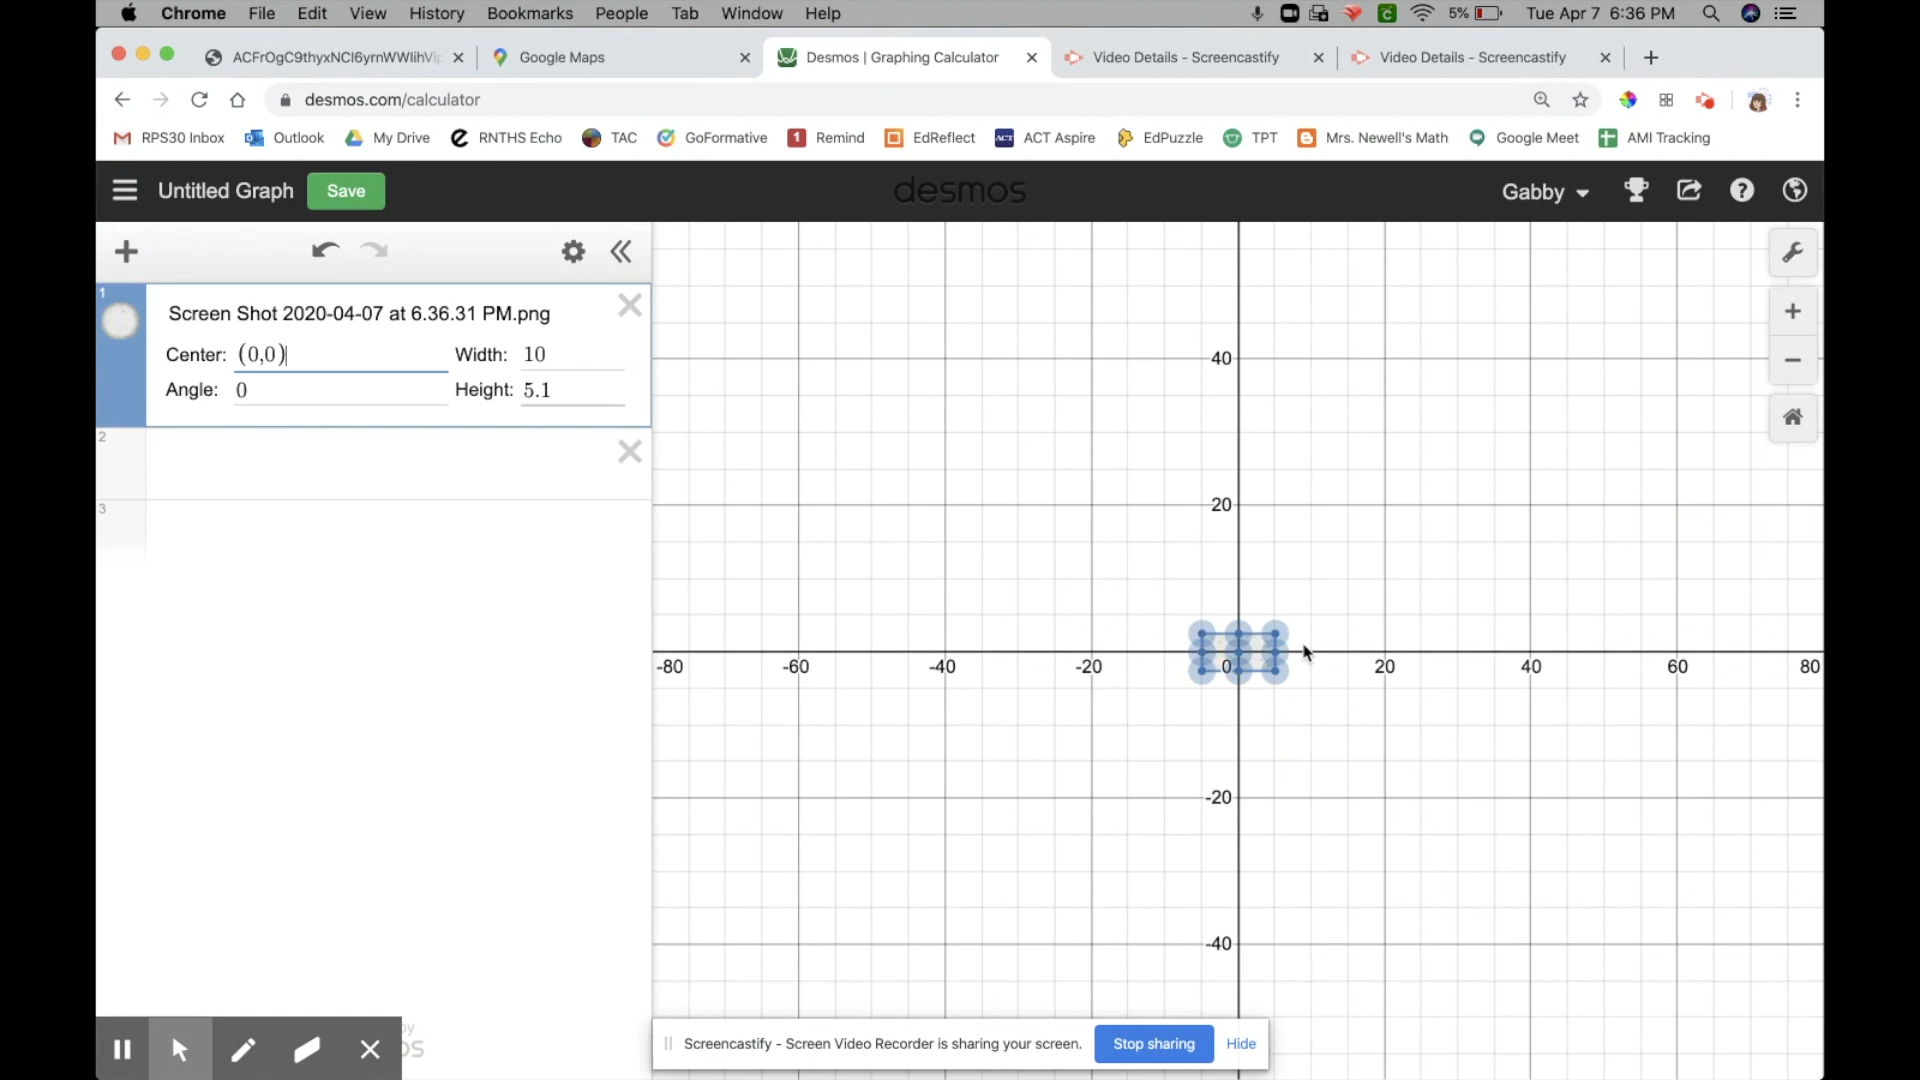 Chrome File Edit View History Bookmarks People Tab Window Help 5% Tue Apr 7 6:36 PM
ACFrOgC9thyxNCI6yrnWWIihVip Google Maps Desmos | Graphing Calculator Video Details - Screencastify Video Details - Screencastify
desmos.com/calculator
RPS30 Inbox Outlook My Drive RNTHS Echo TAC GoFormative 1 Remind EdReflect ACT ACT Aspire EdPuzzle TPT Mrs. Newell's Math Google Meet AMI Tracking
Untitled Graph Save desmos Gabby
1
Screen Shot 2020-04-07 at 6.36.31 PM.png
Center: (0,0) Width: 10
Angle: 0 Height: 5.1
2
3
40
20
-80 -60 -40 -20 0 20 40 60 80
-20
-40
by
os
Screencastify - Screen Video Recorder is sharing your screen. Stop sharing Hide